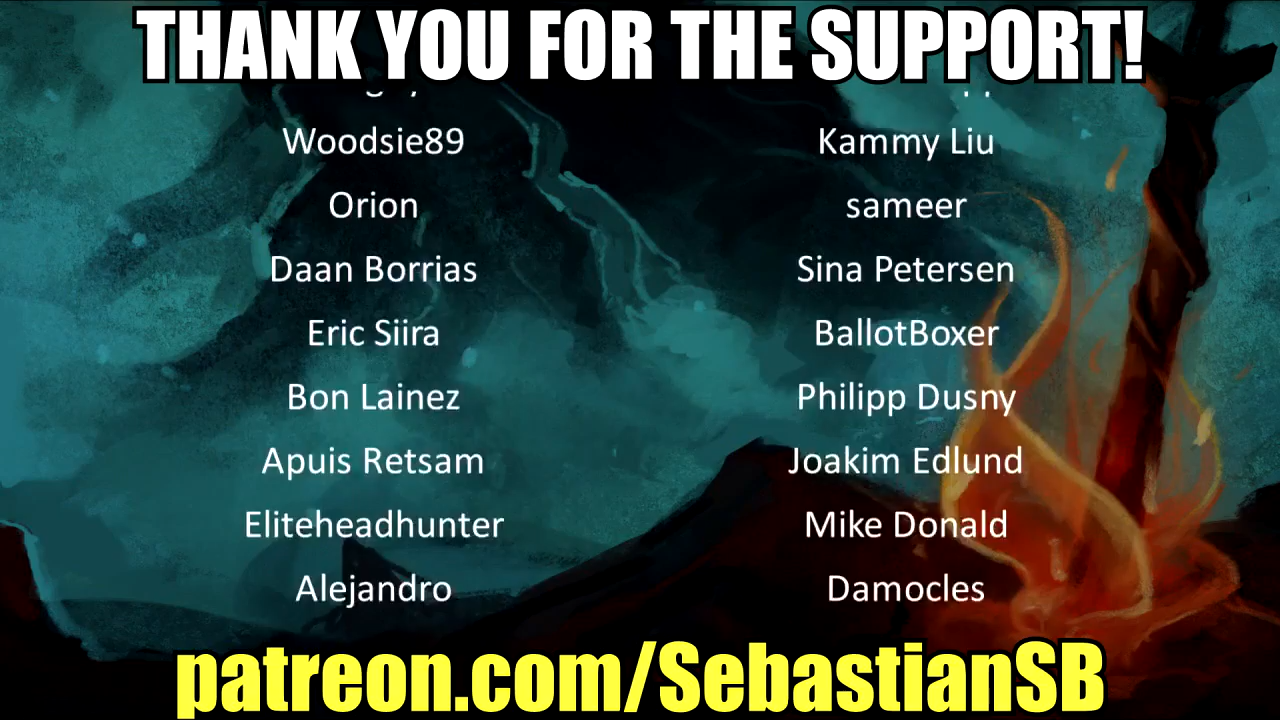 THANK YOU FOR THE SUPPORT!
Woodsie89
Kammy Liu
Orion
sameer
Daan Borrias
Sina Petersen
Eric Siira
BallotBoxer
Bon Lainez
Philipp Dusny
Apuis Retsam
Joakim Edlund
Eliteheadhunter
Mike Donald
Alejandro
Damocles
patreon.com/SebastianSB